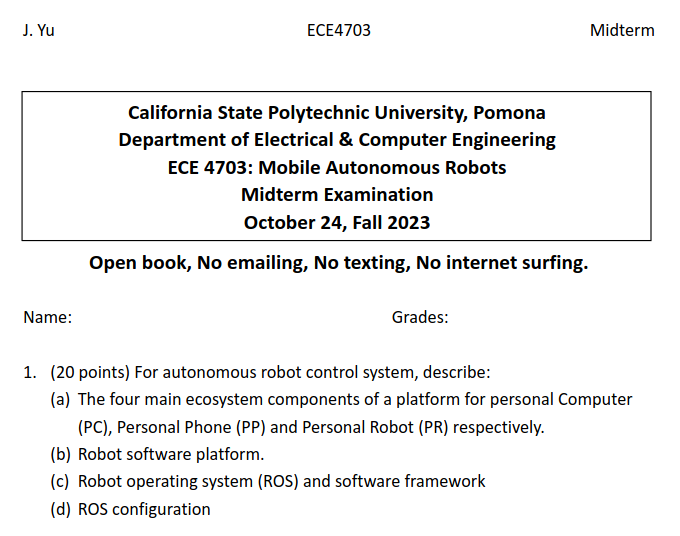 J. Yu ECE4703 Midterm
California State Polytechnic University, Pomona
Department of Electrical & Computer Engineering
ECE 4703: Mobile Autonomous Robots
Midterm Examination
October 24, Fall 2023
Open book, No emailing, No texting, No internet surfing.
Name: Grades:
1. (20 points) For autonomous robot control system, describe:
(a) The four main ecosystem components of a platform for personal Computer
(PC), Personal Phone (PP) and Personal Robot (PR) respectively.
(b) Robot software platform.
(c) Robot operating system (ROS) and software framework
(d) ROS configuration